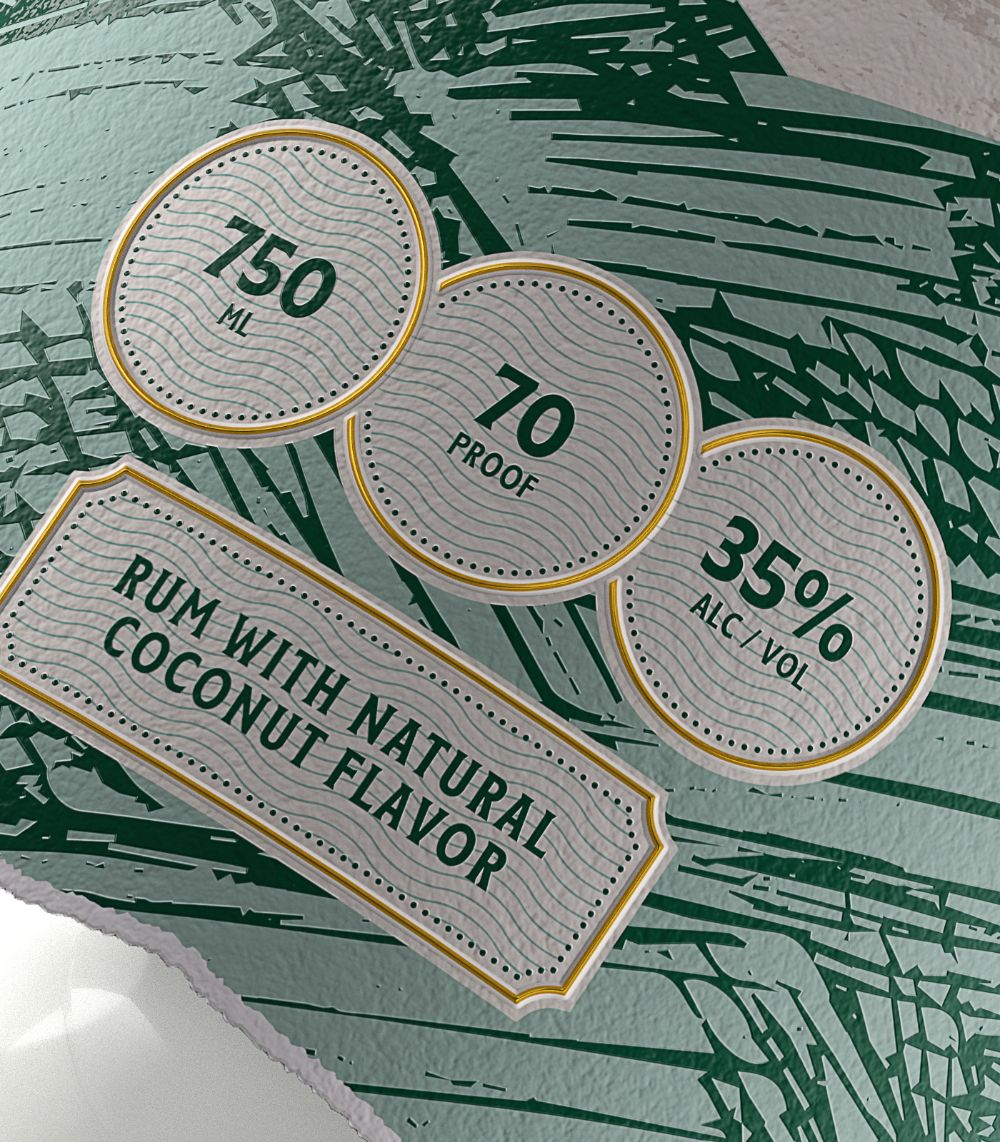 750
ML
70
PROOF
35%
ALC / VOL
RUM WITH NATURAL
COCONUT FLAVOR